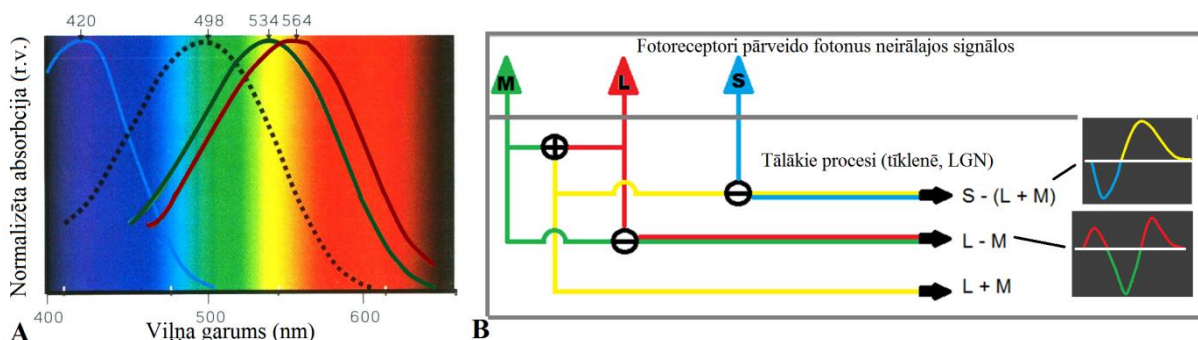 420 498 534 564
Normalizēta absorbcija (r.v.)
400 500 600
Viļņa garums (nm)
A
Fotoreceptori pārveido fotonus neirālajos signālos
M L S
Tālākie procesi (tīklenē, LGN)
S - (L + M)
L - M
L + M
B